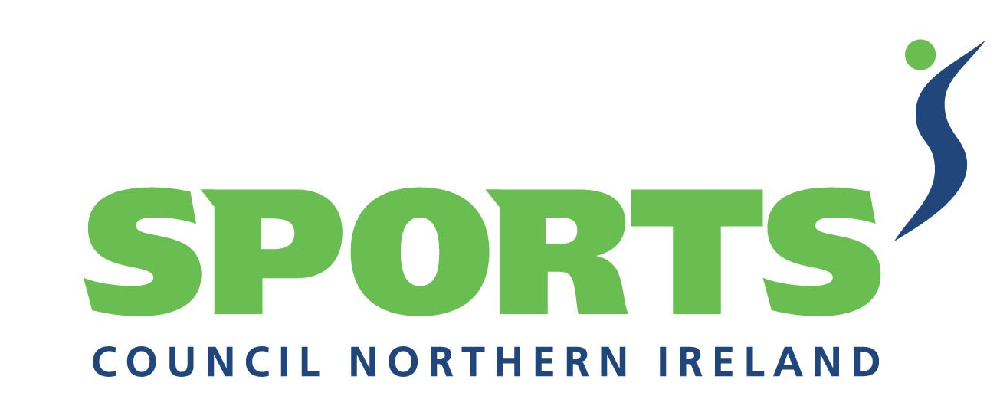 SPORTS
COUNCIL NORTHERN IRELAND